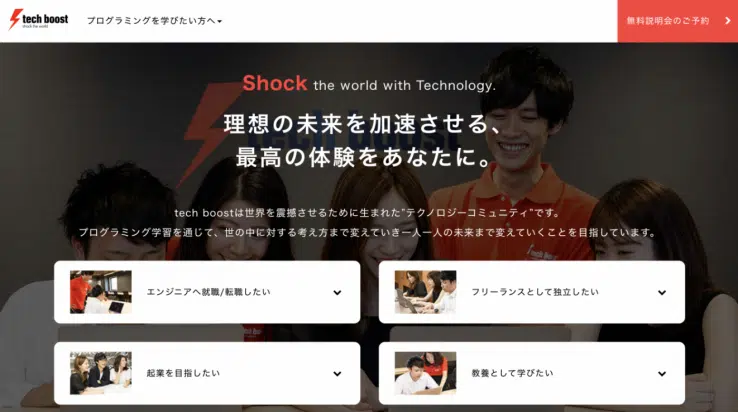 tech boost
shock the world
プログラミングを学びたい方へ
無料説明会のご予約
Shock the world with Technology.
理想の未来を加速させる、
最高の体験をあなたに。
tech boostは世界を震撼させるために生まれた"テクノロジーコミュニティ"です。
プログラミング学習を通じて、世の中に対する考え方まで変えていき一人一人の未来まで変えていくことを目指しています。
エンジニアへ就職/転職したい
フリーランスとして独立したい
起業を目指したい
教養として学びたい